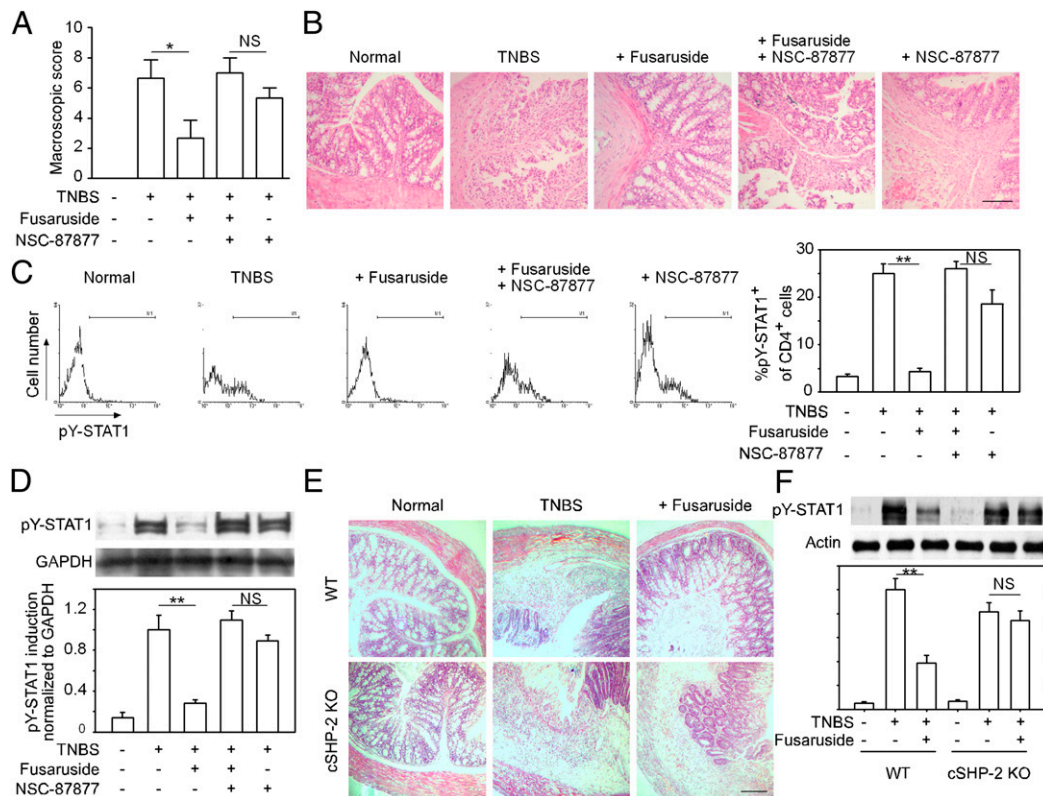 A
Macroscopic score
10
8
6
4
2
0
*
NS
TNBS - + + + +
Fusaruside - - + + -
NSC-87877 - - - + +
B
Normal
TNBS
+ Fusaruside
+ Fusaruside
+ NSC-87877
+ NSC-87877
C
Normal
TNBS
+ Fusaruside
+ Fusaruside
+ NSC-87877
+ NSC-87877
Cell number
pY-STAT1
%pY-STAT1+
of CD4+ cells
30
20
10
0
**
NS
TNBS - + + + +
Fusaruside - - + + -
NSC-87877 - - - + +
D
pY-STAT1
GAPDH
pY-STAT1 induction
normalized to GAPDH
1.2
0.8
0.4
0
**
NS
TNBS - + + + +
Fusaruside - - + + -
NSC-87877 - - - + +
E
Normal
TNBS
+ Fusaruside
WT
cSHP-2 KO
F
pY-STAT1
Actin
**
NS
TNBS - + + - + +
Fusaruside - - + - - +
WT
cSHP-2 KO